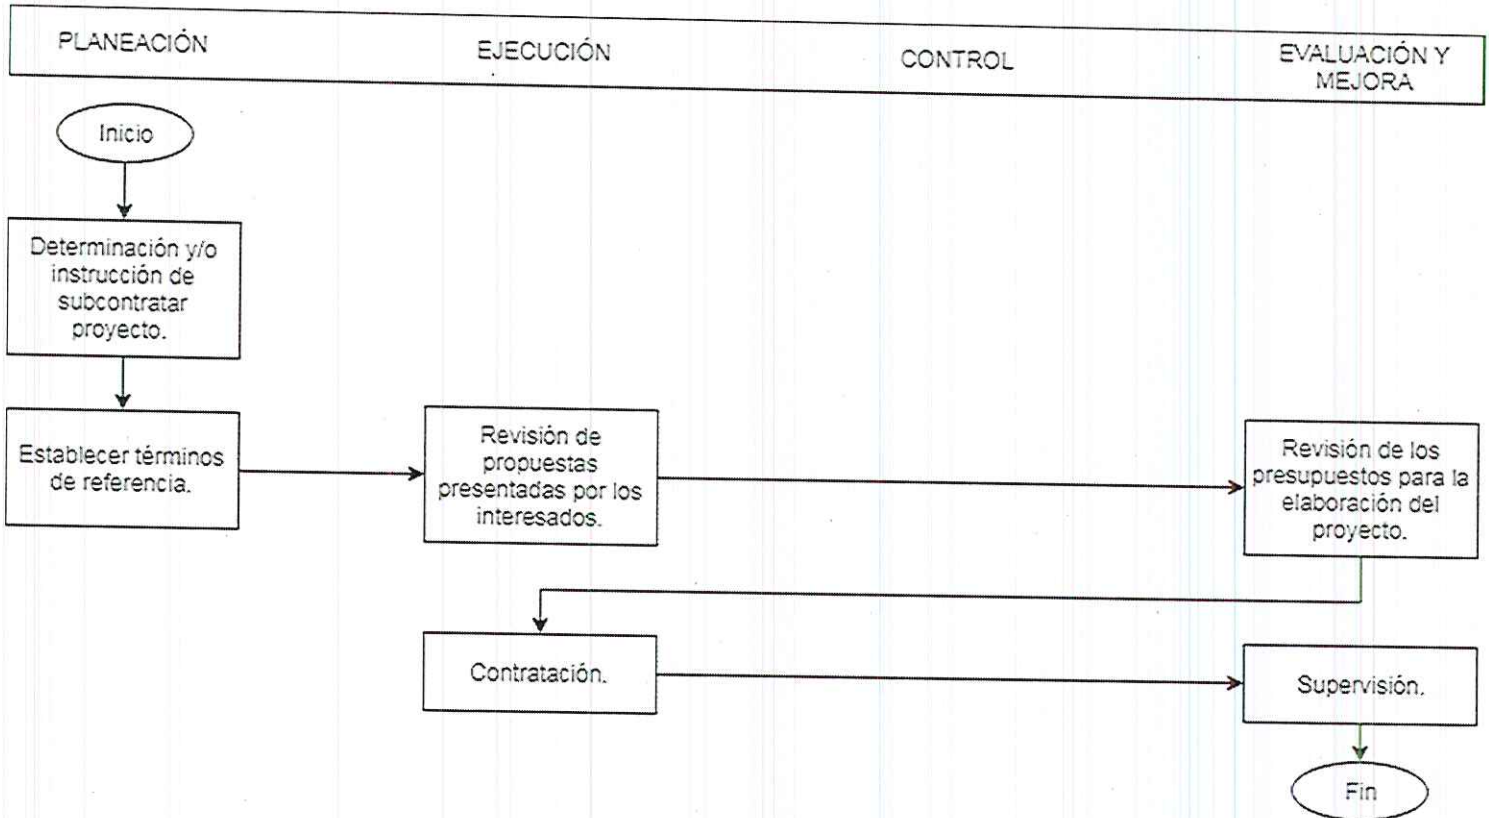 PLANEACIÓN
EJECUCIÓN
CONTROL
EVALUACIÓN Y
MEJORA
Inicio
Determinación y/o
instrucción de
subcontratar
proyecto.
Establecer términos
de referencia.
Revisión de
propuestas
presentadas por los
interesados.
Revisión de los
presupuestos para la
elaboración del
proyecto.
Contratación.
Supervisión.
Fin